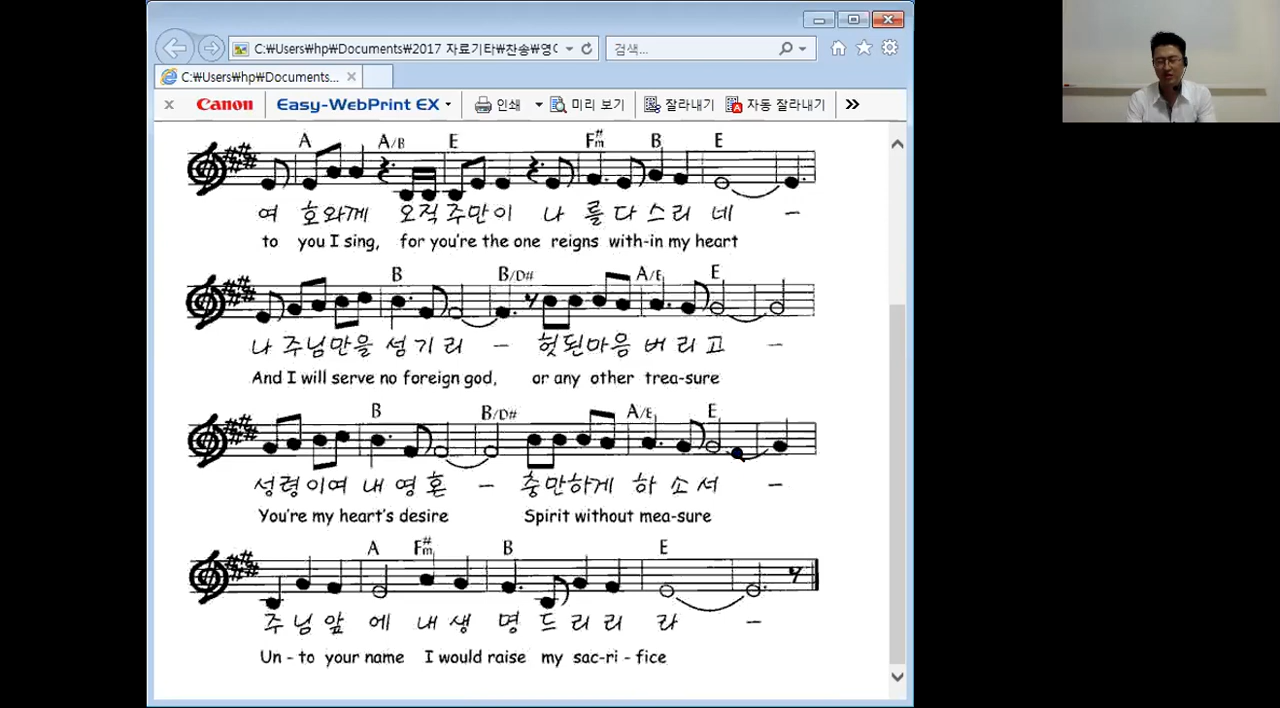 C:₩Users₩hp₩Documents₩2017 자료기타₩찬송₩영
검색...
C:₩Users₩hp₩Documents...
x Canon Easy-WebPrint EX 인쇄 미리 보기 잘라내기 자동 잘라내기
A A/B E F#m B E
여 호와께 오직주만이 나 를다스리 네 –
to you I sing, for you're the one reigns with-in my heart
B B/D# A/E E
나 주님만을 섬기리 – 헛된마음 버리고 –
And I will serve no foreign god, or any other trea-sure
B B/D# A/E E
성령이여 내영혼 – 충만하게 하소서 –
You're my heart's desire Spirit without mea-sure
A F#m B E
주님앞 에 내생 명 드리리 라 –
Un - to your name I would raise my sac-ri - fice